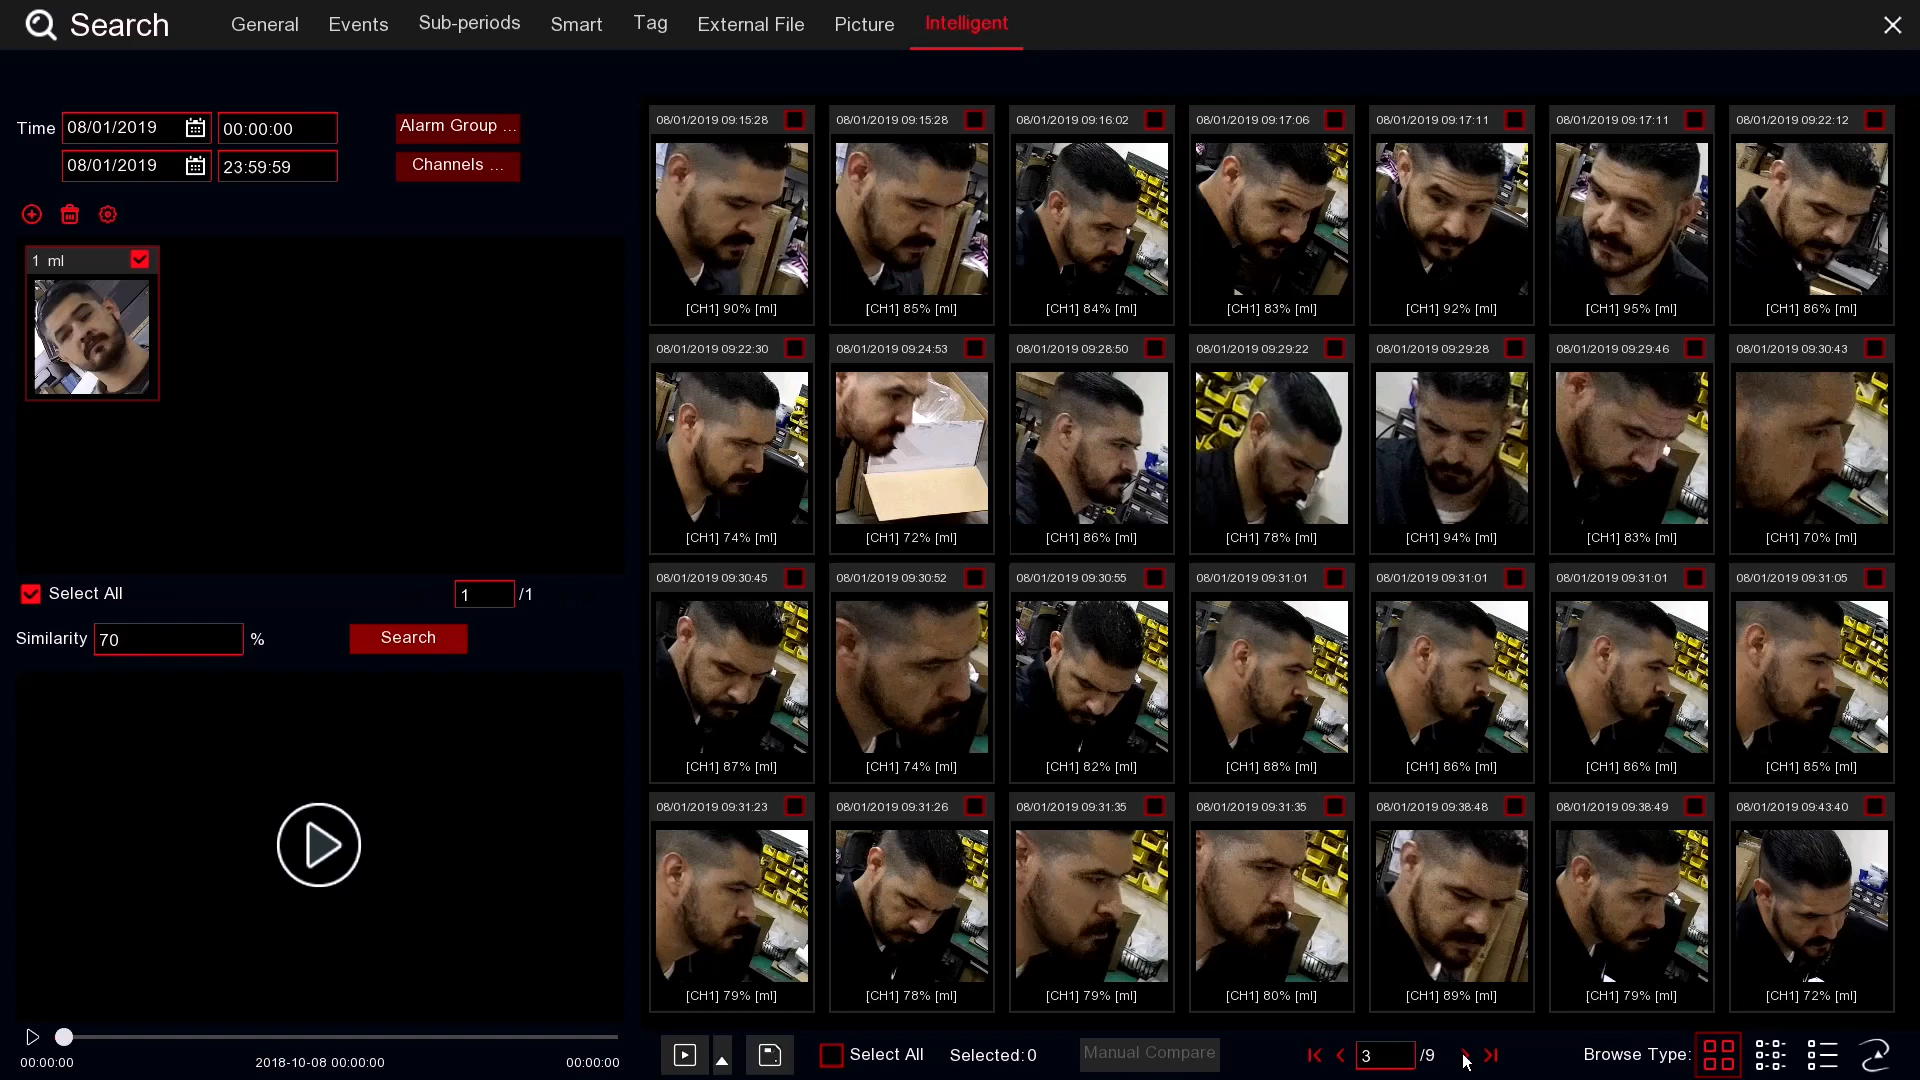 Search General Events Sub-periods Smart Tag External File Picture Intelligent
Time 08/01/2019 00:00:00 Alarm Group ...
08/01/2019 23:59:59 Channels ...
1 ml
Select All 1 /1
Similarity 70 % Search
00:00:00 2018-10-08 00:00:00 00:00:00
08/01/2019 09:15:28 08/01/2019 09:15:28 08/01/2019 09:16:02 08/01/2019 09:17:06 08/01/2019 09:17:11 08/01/2019 09:17:11 08/01/2019 09:22:12
[CH1] 90% [ml] [CH1] 85% [ml] [CH1] 84% [ml] [CH1] 83% [ml] [CH1] 92% [ml] [CH1] 95% [ml] [CH1] 86% [ml]
08/01/2019 09:22:30 08/01/2019 09:24:53 08/01/2019 09:28:50 08/01/2019 09:29:22 08/01/2019 09:29:28 08/01/2019 09:29:46 08/01/2019 09:30:43
[CH1] 74% [ml] [CH1] 72% [ml] [CH1] 86% [ml] [CH1] 78% [ml] [CH1] 94% [ml] [CH1] 83% [ml] [CH1] 70% [ml]
08/01/2019 09:30:45 08/01/2019 09:30:52 08/01/2019 09:30:55 08/01/2019 09:31:01 08/01/2019 09:31:01 08/01/2019 09:31:01 08/01/2019 09:31:05
[CH1] 87% [ml] [CH1] 74% [ml] [CH1] 82% [ml] [CH1] 88% [ml] [CH1] 86% [ml] [CH1] 86% [ml] [CH1] 85% [ml]
08/01/2019 09:31:23 08/01/2019 09:31:26 08/01/2019 09:31:35 08/01/2019 09:31:35 08/01/2019 09:38:48 08/01/2019 09:38:49 08/01/2019 09:43:40
[CH1] 79% [ml] [CH1] 78% [ml] [CH1] 79% [ml] [CH1] 80% [ml] [CH1] 89% [ml] [CH1] 79% [ml] [CH1] 72% [ml]
Select All Selected:0 Manual Compare 3 /9 Browse Type: